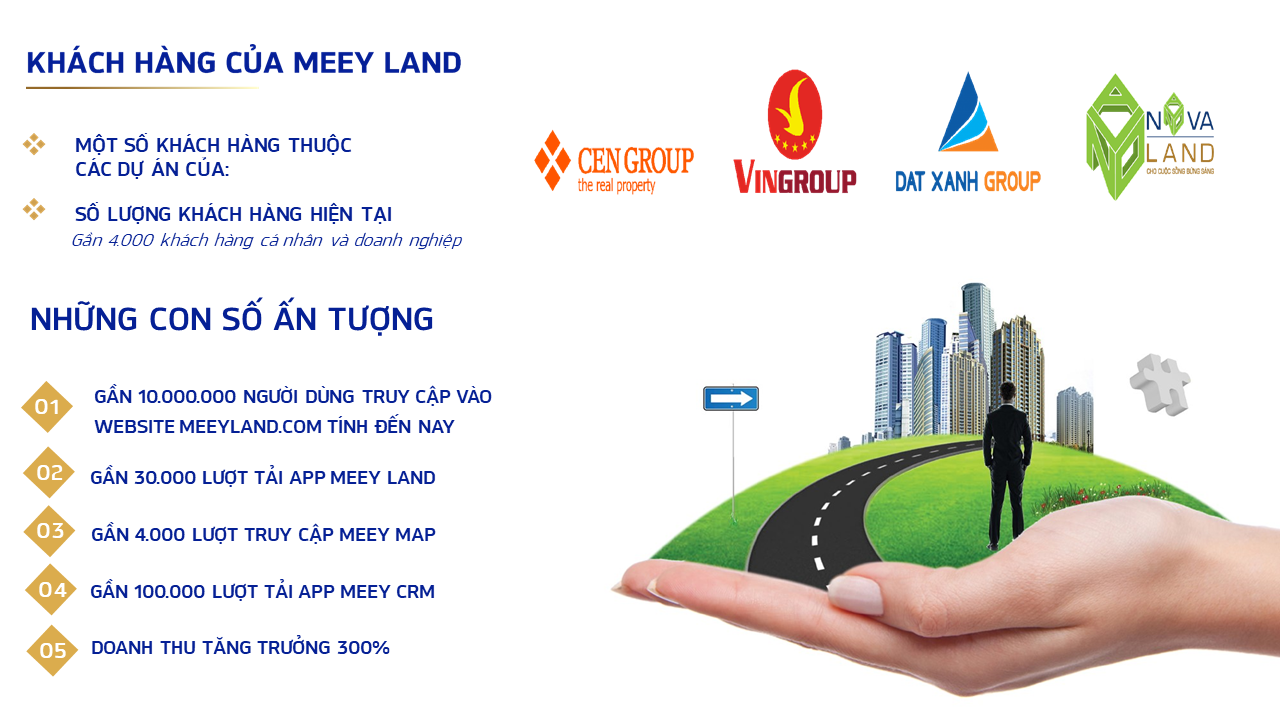 KHÁCH HÀNG CỦA MEEY LAND
MỘT SỐ KHÁCH HÀNG THUỘC
CÁC DỰ ÁN CỦA:
SỐ LƯỢNG KHÁCH HÀNG HIỆN TẠI
Gần 4.000 khách hàng cá nhân và doanh nghiệp
CEN GROUP
the real property
VINGROUP
DAT XANH GROUP
NOVA
LAND
CHO CUỘC SỐNG BỪNG SÁNG
NHỮNG CON SỐ ẤN TƯỢNG
01 GẦN 10.000.000 NGƯỜI DÙNG TRUY CẬP VÀO
WEBSITE MEEYLAND.COM TÍNH ĐẾN NAY
02 GẦN 30.000 LƯỢT TẢI APP MEEY LAND
03 GẦN 4.000 LƯỢT TRUY CẬP MEEY MAP
04 GẦN 100.000 LƯỢT TẢI APP MEEY CRM
05 DOANH THU TĂNG TRƯỞNG 300%